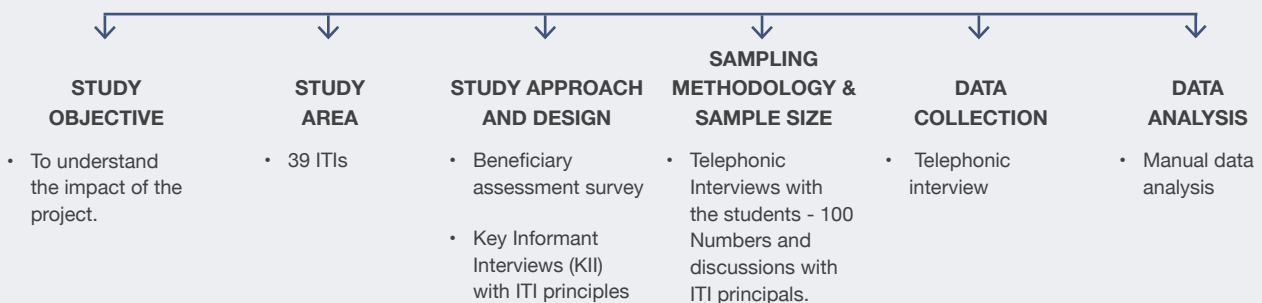 STUDY
OBJECTIVE
• To understand
the impact of the
project.
STUDY
AREA
• 39 ITIs
STUDY APPROACH
AND DESIGN
• Beneficiary
assessment survey
• Key Informant
Interviews (KII)
with ITI principles
SAMPLING
METHODOLOGY &
SAMPLE SIZE
• Telephonic
Interviews with
the students - 100
Numbers and
discussions with
ITI principals.
DATA
COLLECTION
• Telephonic
interview
DATA
ANALYSIS
• Manual data
analysis